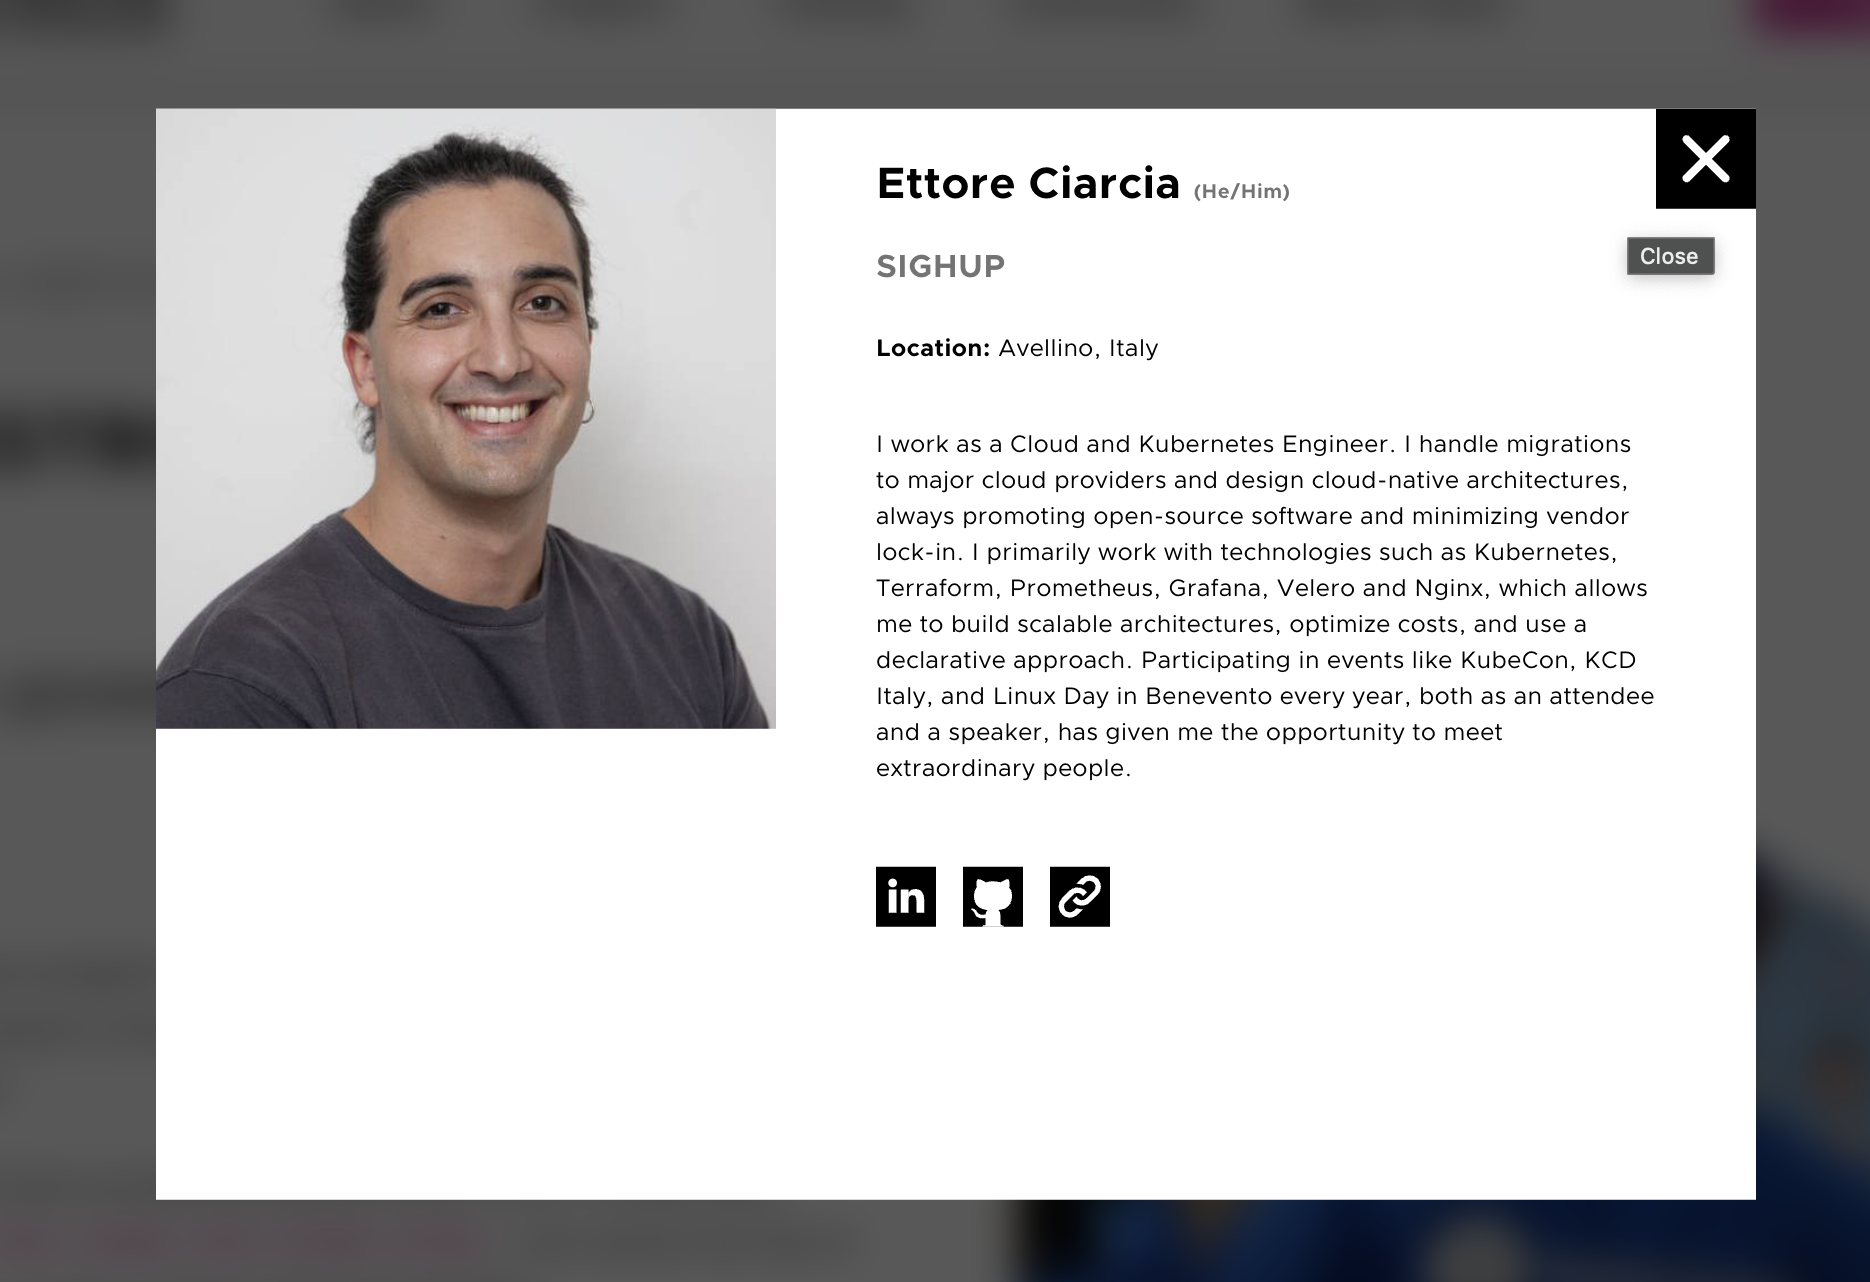 Ettore Ciarcia (He/Him)
SIGHUP
Close
Location: Avellino, Italy
I work as a Cloud and Kubernetes Engineer. I handle migrations
to major cloud providers and design cloud-native architectures,
always promoting open-source software and minimizing vendor
lock-in. I primarily work with technologies such as Kubernetes,
Terraform, Prometheus, Grafana, Velero and Nginx, which allows
me to build scalable architectures, optimize costs, and use a
declarative approach. Participating in events like KubeCon, KCD
Italy, and Linux Day in Benevento every year, both as an attendee
and a speaker, has given me the opportunity to meet
extraordinary people.
in